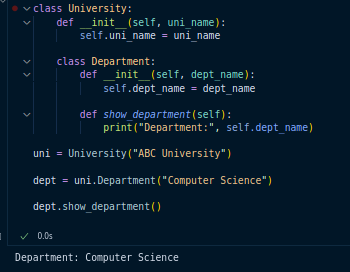 class University:
    def __init__(self, uni_name):
        self.uni_name = uni_name

    class Department:
        def __init__(self, dept_name):
            self.dept_name = dept_name

        def show_department(self):
            print("Department:", self.dept_name)

uni = University("ABC University")

dept = uni.Department("Computer Science")

dept.show_department()

0.0s
Department: Computer Science